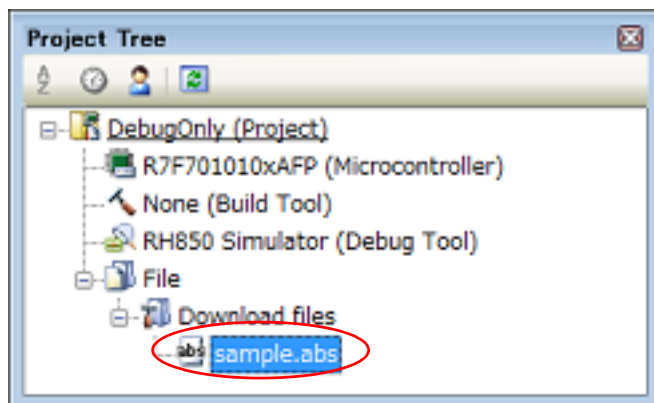 Project Tree
DebugOnly (Project)
R7F701010xAFP (Microcontroller)
None (Build Tool)
RH850 Simulator (Debug Tool)
File
Download files
abs sample.abs